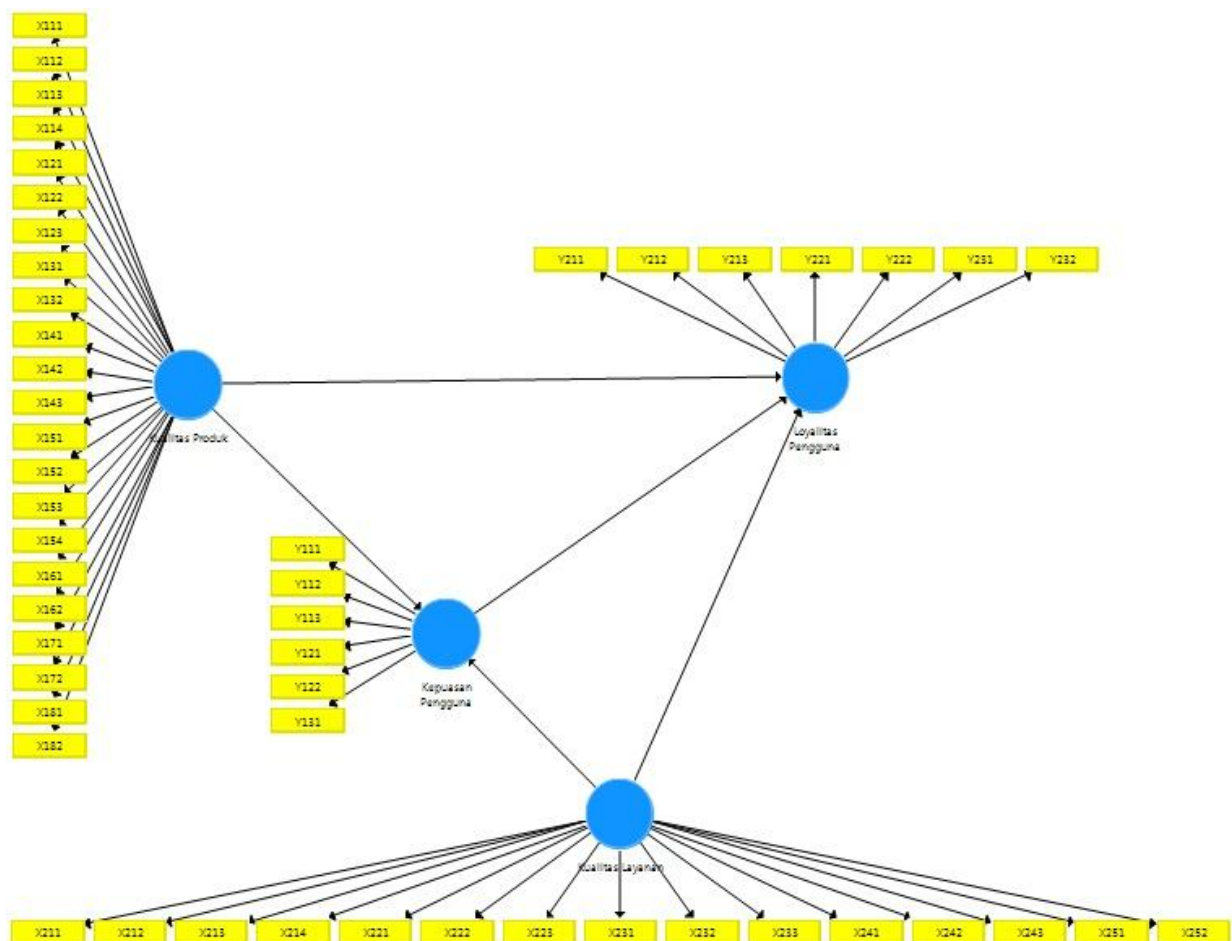 X111
X112
X113
X114
X121
X122
X123
X131
X132
X141
X142
X143
X151
X152
X153
X154
X161
X162
X171
X172
X181
X182
Kualitas Produk
Y211 Y212 Y213 Y221 Y222 Y231 Y232
Loyalitas
Pengguna
Y111
Y112
Y113
Y121
Y122
Y131
Kepuasan
Pengguna
Kualitas Layanan
X211 X212 X213 X214 X221 X222 X223 X231 X232 X233 X241 X242 X243 X251 X252